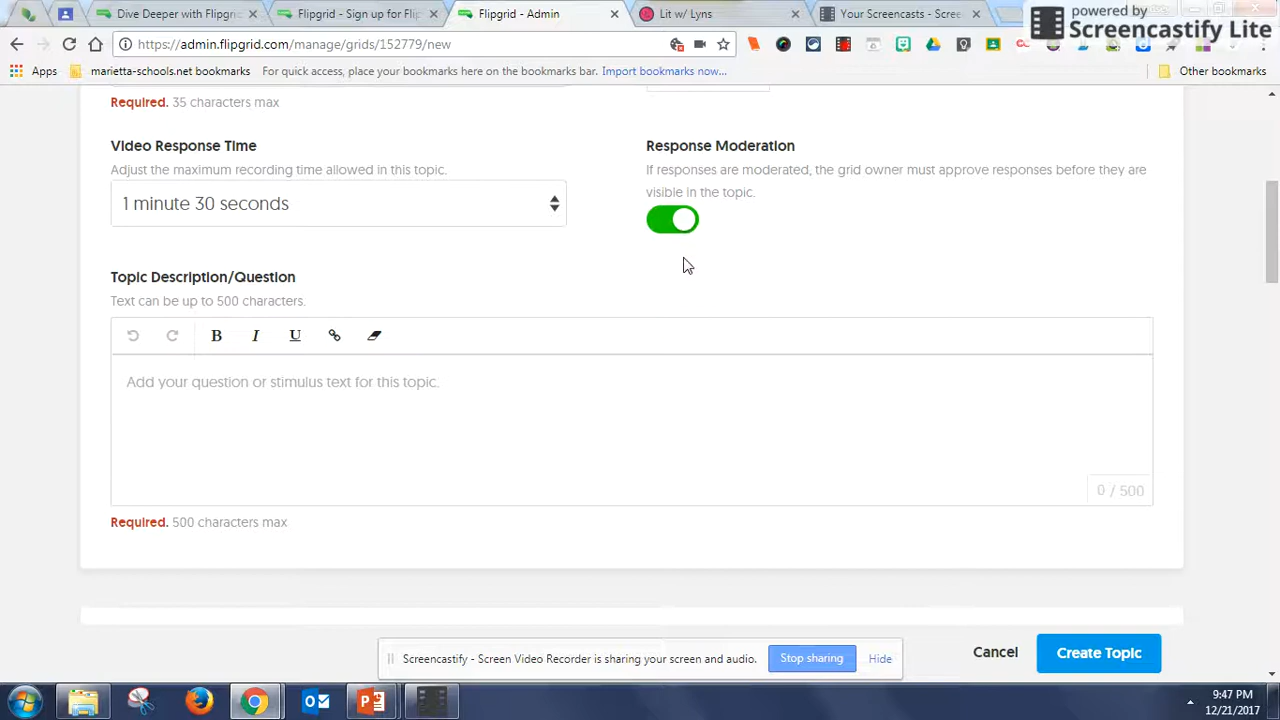 Dive Deeper with Flipgr
Flipgrid - Sign up using Fli
Flipgrid - Admin
Lit w/ Lyns
Your Screencasts - Scree
powered by
Screencastify Lite
https://admin.flipgrid.com/manage/grids/152770/new
Apps
marietta-schools.net bookmarks
For quick access, place your bookmarks here on the bookmarks bar.
Import bookmarks now...
Other bookmarks
Required. 35 characters max
Video Response Time
Adjust the maximum recording time allowed in this topic.
1 minute 30 seconds
Response Moderation
If responses are moderated, the grid owner must approve responses before they are
visible in the topic.
Topic Description/Question
Text can be up to 500 characters.
B I U
Add your question or stimulus text for this topic.
0 / 500
Required. 500 characters max
Screencastify - Screen Video Recorder is sharing your screen and audio.
Stop sharing
Hide
Cancel
Create Topic
9:47 PM
12/21/2017